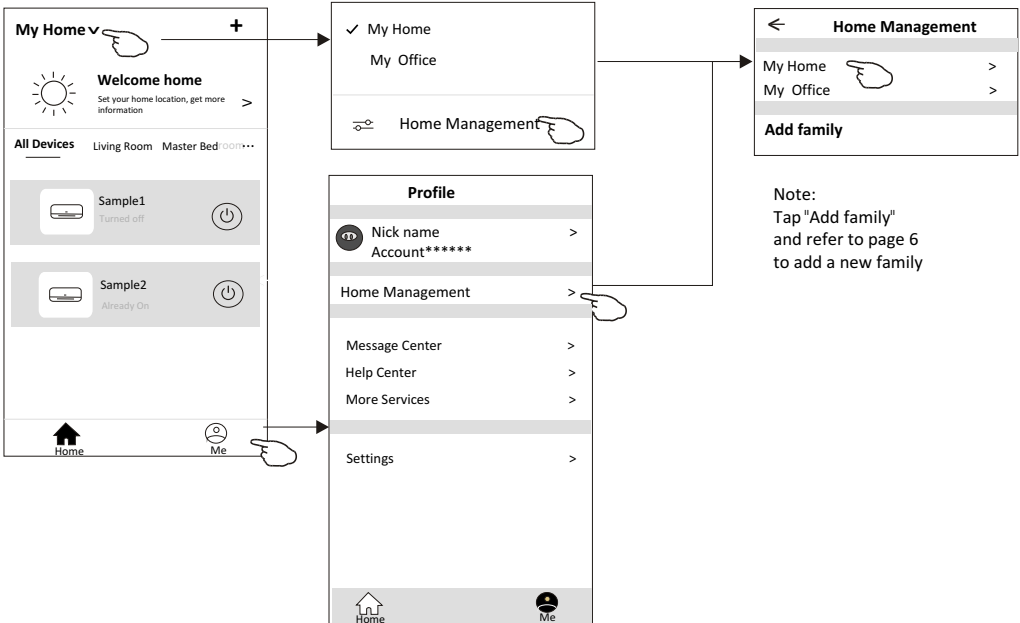 My Home
+
Welcome home
Set your home location, get more
information
>
All Devices Living Room Master Bedroom ...
Sample1
Turned off
Sample2
Already On
Home
Me
✓ My Home
My Office
Home Management
Profile
Nick name >
Account******
Home Management >
Message Center >
Help Center >
More Services >
Settings >
Home
Me
Home Management
My Home >
My Office >
Add family
Note:
Tap "Add family"
and refer to page 6
to add a new family